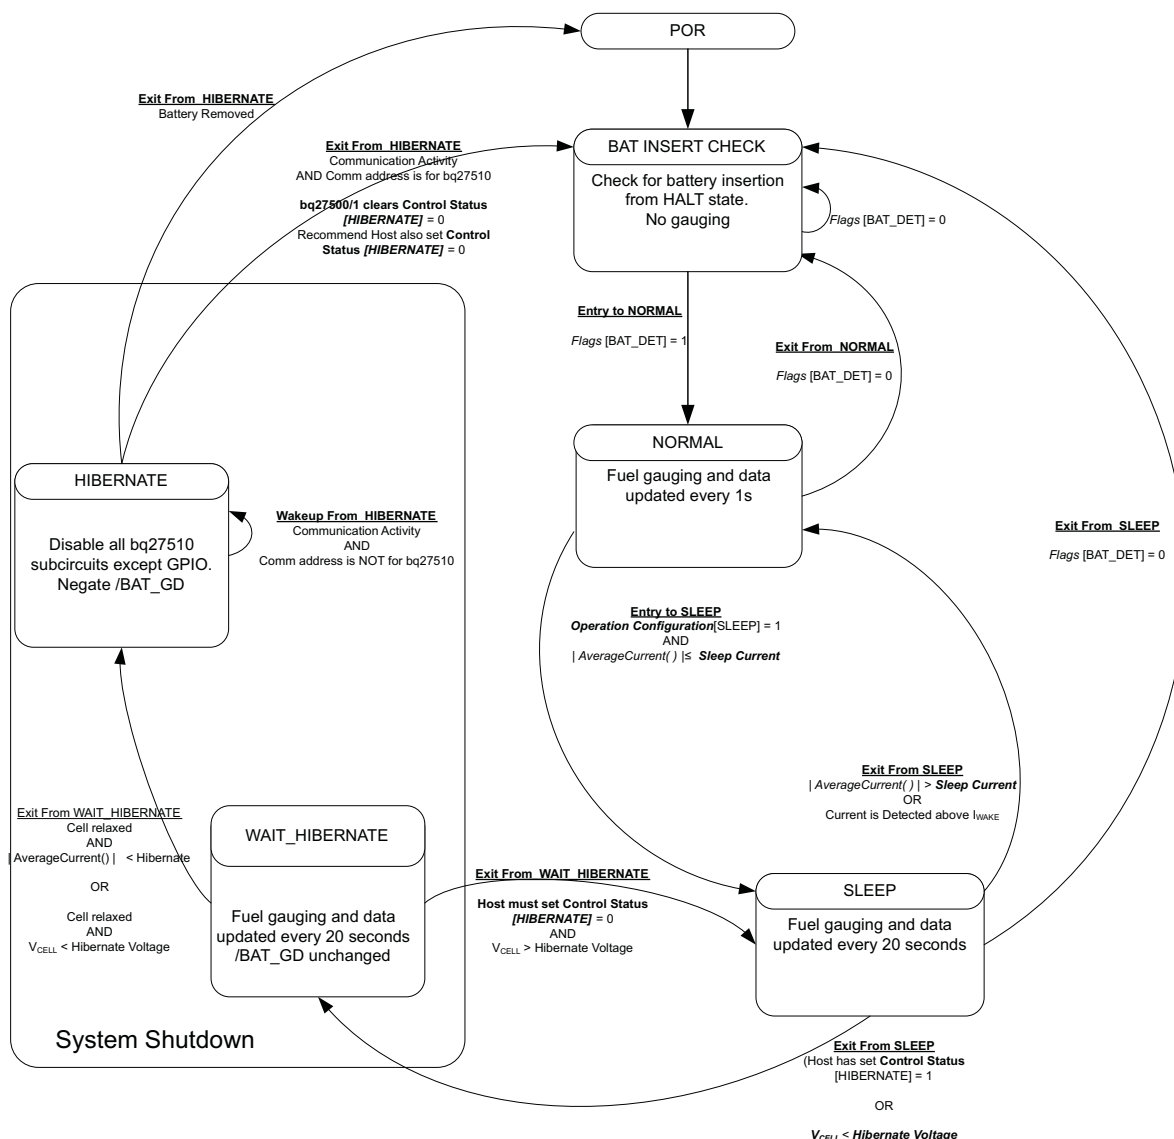 POR
Exit From  HIBERNATE
Battery Removed
Exit From  HIBERNATE
Communication Activity
AND Comm address is for bq27510
bq27500/1 clears Control Status
[HIBERNATE] = 0
Recommend Host also set Control
Status [HIBERNATE] = 0
BAT INSERT CHECK
Check for battery insertion
from HALT state.
No gauging
Flags [BAT_DET] = 0
Entry to NORMAL
Flags [BAT_DET] = 1
Exit From  NORMAL
Flags [BAT_DET] = 0
NORMAL
Fuel gauging and data
updated every 1s
HIBERNATE
Disable all bq27510
subcircuits except GPIO.
Negate /BAT_GD
Wakeup From  HIBERNATE
Communication Activity
AND
Comm address is NOT for bq27510
Exit From  SLEEP
Flags [BAT_DET] = 0
Entry to SLEEP
Operation Configuration[SLEEP] = 1
AND
| AverageCurrent( ) |≤  Sleep Current
Exit From SLEEP
| AverageCurrent( ) | > Sleep Current
OR
Current is Detected above IWAKE
Exit From WAIT_HIBERNATE
Cell relaxed
AND
| AverageCurrent() |   < Hibernate
OR
Cell relaxed
AND
VCELL < Hibernate Voltage
WAIT_HIBERNATE
Fuel gauging and data
updated every 20 seconds
/BAT_GD unchanged
Exit From  WAIT_HIBERNATE
Host must set Control Status
[HIBERNATE] = 0
AND
VCELL > Hibernate Voltage
SLEEP
Fuel gauging and data
updated every 20 seconds
System Shutdown
Exit From SLEEP
(Host has set Control Status
[HIBERNATE] = 1
OR
VCELL < Hibernate Voltage